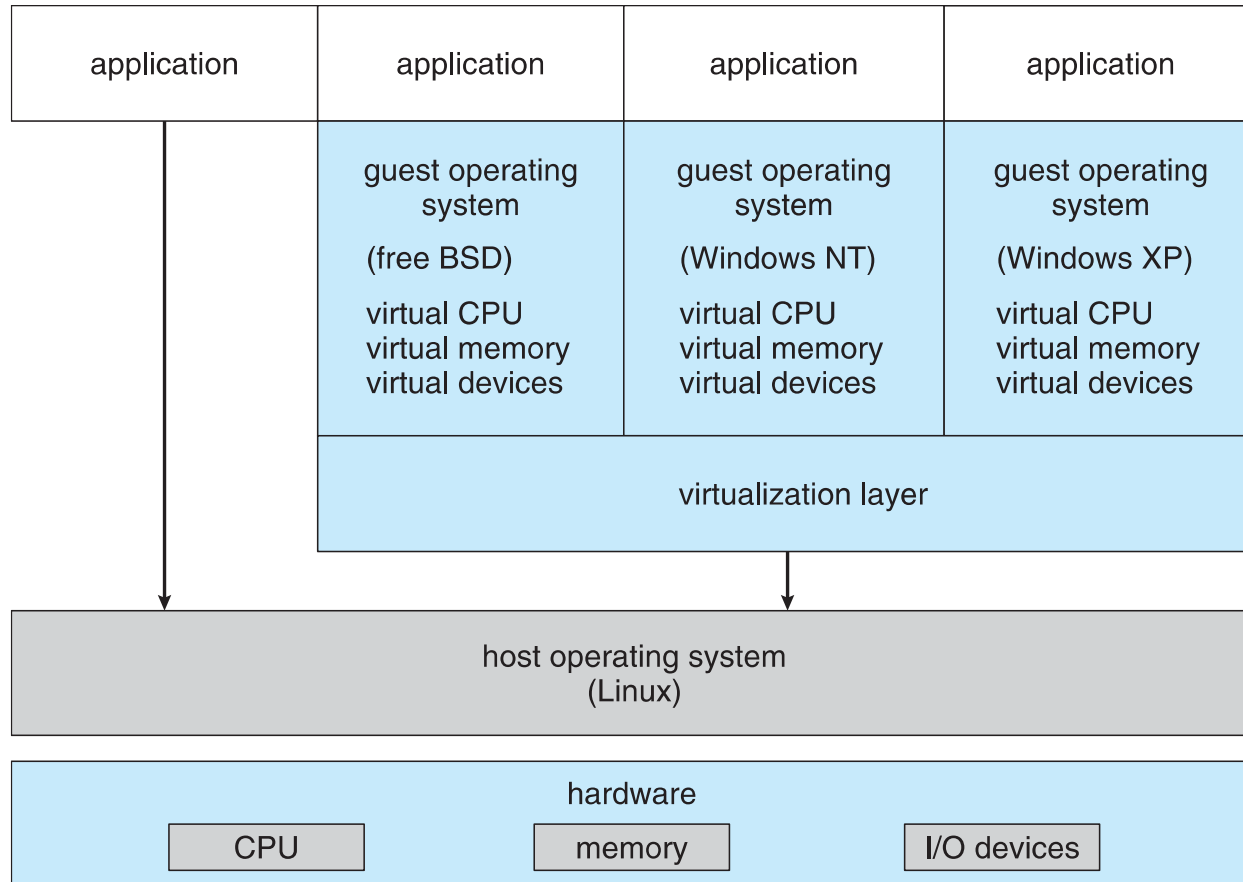 application
application
application
application
guest operating
system
(free BSD)
virtual CPU
virtual memory
virtual devices
guest operating
system
(Windows NT)
virtual CPU
virtual memory
virtual devices
guest operating
system
(Windows XP)
virtual CPU
virtual memory
virtual devices
virtualization layer
host operating system
(Linux)
hardware
CPU
memory
I/O devices